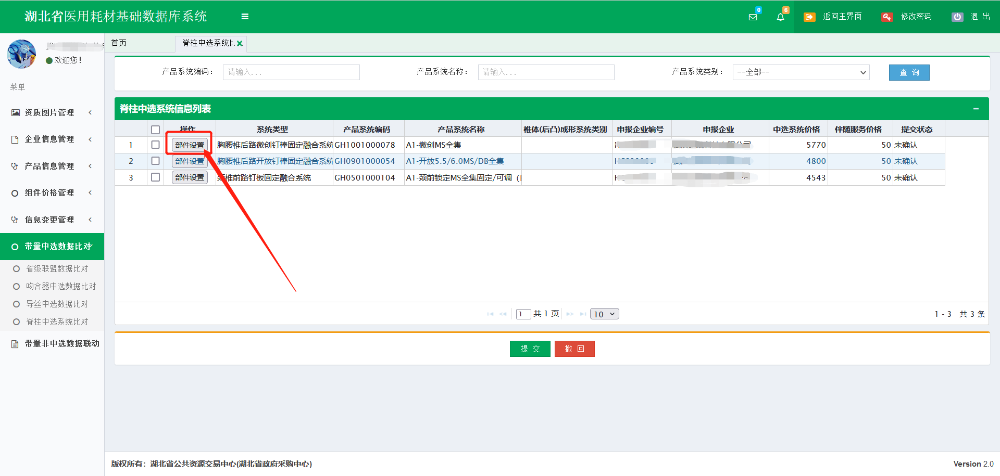 湖北省医用耗材基础数据库系统
0
6
返回主界面
修改密码
退 出
欢迎您!
首页
脊柱中选系统比
产品系统编码：
请输入...
产品系统名称：
请输入...
产品系统类别：
--全部--
查 询
菜单
资质图片管理
企业信息管理
产品信息管理
组件价格管理
信息变更管理
带量中选数据比对
省级联盟数据比对
吻合器中选数据比对
导丝中选数据比对
脊柱中选系统比对
带量非中选数据联动
脊柱中选系统信息列表
操作 系统类型 产品系统编码 产品系统名称 椎体(后凸)成形系统类别 申报企业编号 申报企业 中选系统价格 伴随服务价格 提交状态
1 部件设置 胸腰椎后路微创钉棒固定融合系统 GH1001000078 A1-微创MS全集 5770 50 未确认
2 部件设置 胸腰椎后路开放钉棒固定融合系统 GH0901000054 A1-开放5.5/6.0MS/DB全集 4800 50 未确认
3 部件设置 颈椎前路钉板固定融合系统 GH0501000104 A1-颈前锁定MS全集固定/可调 4543 50 未确认
1 共 1 页 10
1 - 3 共 3 条
提 交
撤 回
版权所有：湖北省公共资源交易中心(湖北省政府采购中心)
Version 2.0